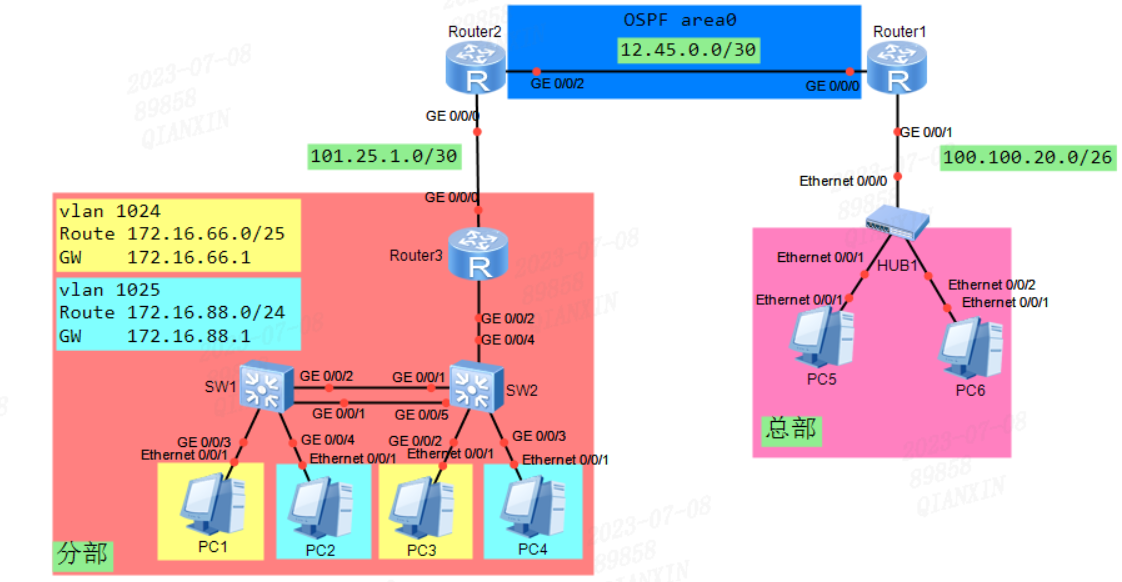 OSPF area0
12.45.0.0/30
Router2
Router1
GE 0/0/2
GE 0/0/0
GE 0/0/0
GE 0/0/1
101.25.1.0/30
100.100.20.0/26
Ethernet 0/0/0
GE 0/0/0
vlan 1024
Route 172.16.66.0/25
GW 172.16.66.1
Router3
HUB1
Ethernet 0/0/1
Ethernet 0/0/2
Ethernet 0/0/1
Ethernet 0/0/1
vlan 1025
Route 172.16.88.0/24
GW 172.16.88.1
GE 0/0/2
GE 0/0/4
PC5
PC6
SW1
GE 0/0/2
GE 0/0/1
SW2
GE 0/0/1
GE 0/0/5
总部
GE 0/0/3
GE 0/0/4
GE 0/0/2
GE 0/0/3
Ethernet 0/0/1
Ethernet 0/0/1
Ethernet 0/0/1
Ethernet 0/0/1
PC1
PC2
PC3
PC4
分部
2023-07-08
89858
QIANXIN
2023-07-08
89858
QIANXIN
2023-07-08
89858
QIANXIN